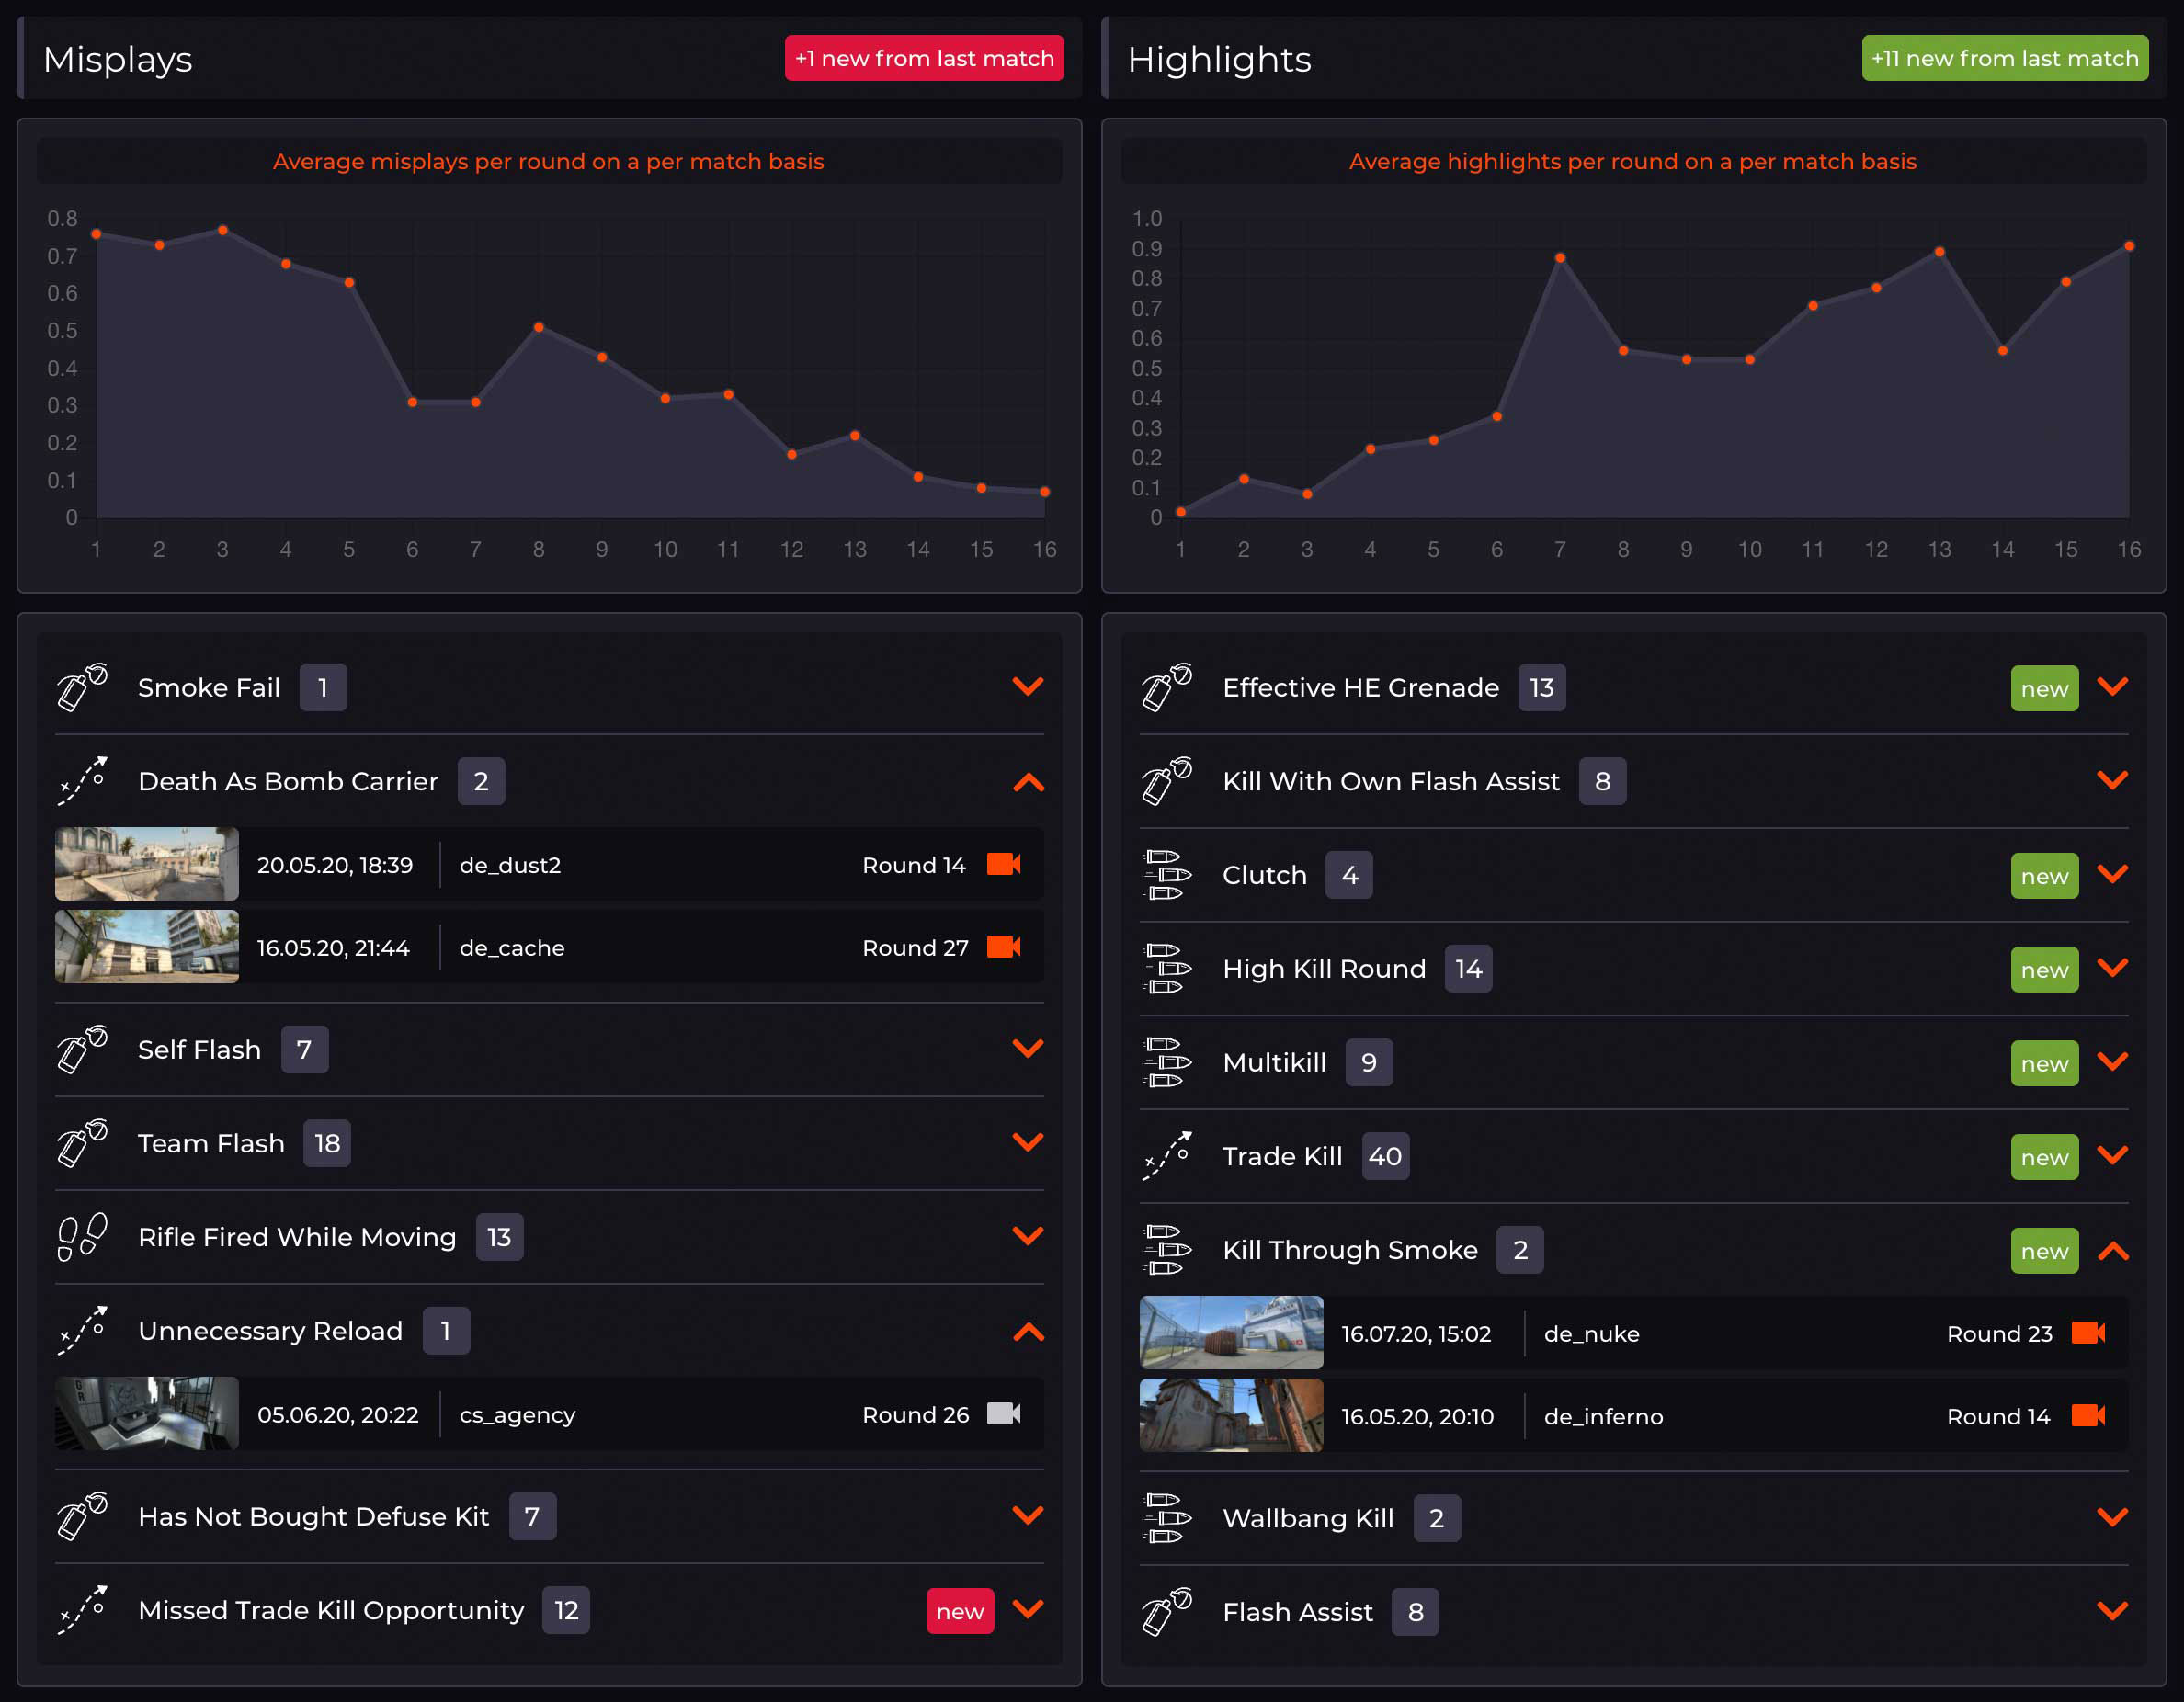 Misplays
+1 new from last match
Average misplays per round on a per match basis
0.8
0.7
0.6
0.5
0.4
0.3
0.2
0.1
0
1 2 3 4 5 6 7 8 9 10 11 12 13 14 15 16
Smoke Fail 1
Death As Bomb Carrier 2
20.05.20, 18:39 de_dust2 Round 14
16.05.20, 21:44 de_cache Round 27
Self Flash 7
Team Flash 18
Rifle Fired While Moving 13
Unnecessary Reload 1
05.06.20, 20:22 cs_agency Round 26
Has Not Bought Defuse Kit 7
Missed Trade Kill Opportunity 12 new
Highlights
+11 new from last match
Average highlights per round on a per match basis
1.0
0.9
0.8
0.7
0.6
0.5
0.4
0.3
0.2
0.1
0
1 2 3 4 5 6 7 8 9 10 11 12 13 14 15 16
Effective HE Grenade 13 new
Kill With Own Flash Assist 8
Clutch 4 new
High Kill Round 14 new
Multikill 9 new
Trade Kill 40 new
Kill Through Smoke 2 new
16.07.20, 15:02 de_nuke Round 23
16.05.20, 20:10 de_inferno Round 14
Wallbang Kill 2
Flash Assist 8